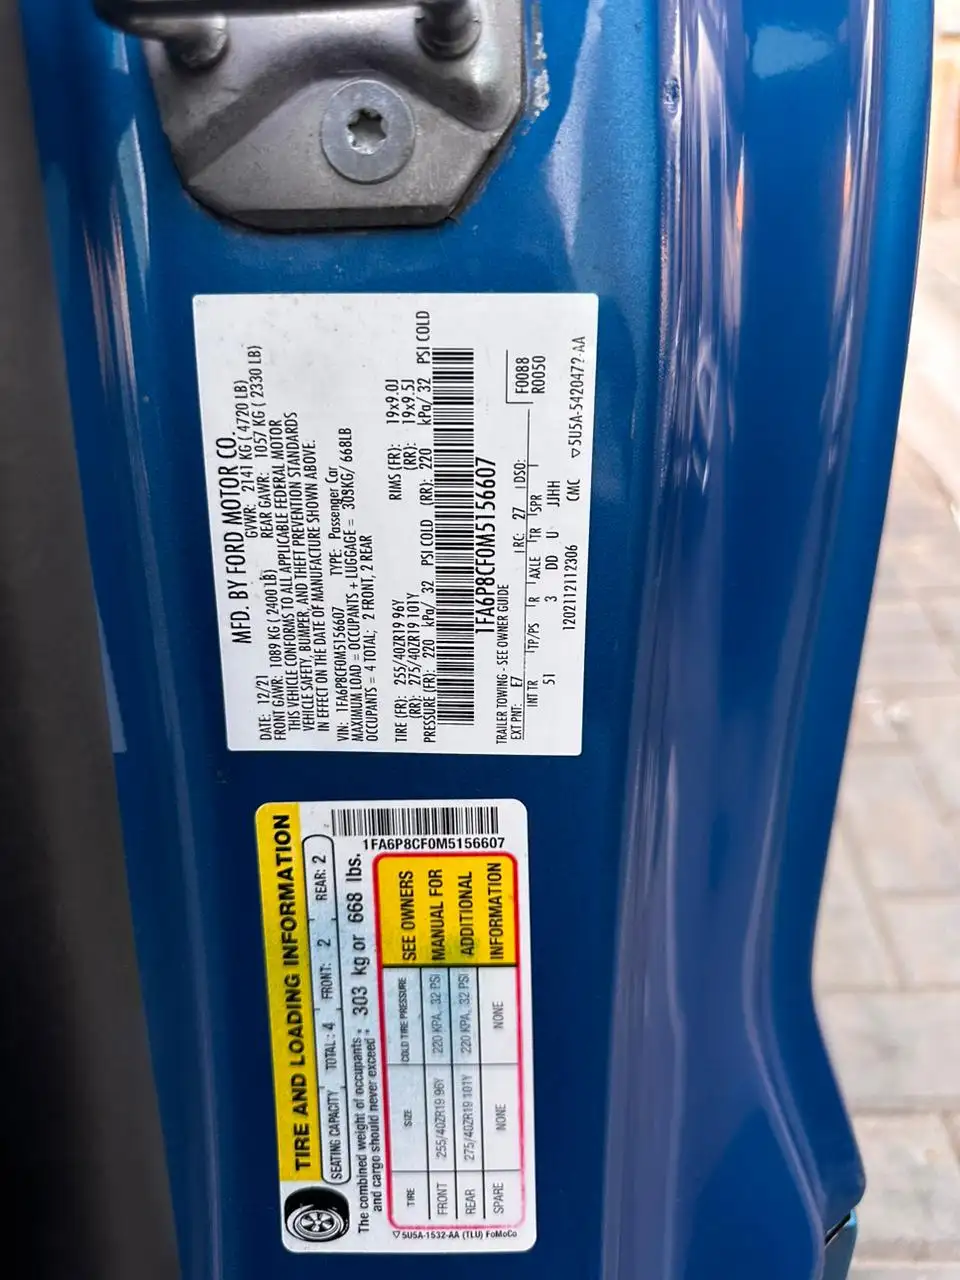 MFD. BY FORD MOTOR CO.
DATE: 12/21 GVWR: 2141 KG ( 4720 LB)
FRONT GAWR: 1089 KG ( 2400 LB) REAR GAWR: 1057 KG ( 2330 LB)
THIS VEHICLE CONFORMS TO ALL APPLICABLE FEDERAL MOTOR
VEHICLE SAFETY, BUMPER, AND THEFT PREVENTION STANDARDS
IN EFFECT ON THE DATE OF MANUFACTURE SHOWN ABOVE.
VIN: 1FA6P8CF0M5156607 TYPE: Passenger Car
MAXIMUM LOAD = OCCUPANTS + LUGGAGE = 303KG/ 668LB
OCCUPANTS = 4 TOTAL; 2 FRONT, 2 REAR
TIRE (FR): 255/40ZR19 96Y RIMS (FR): 19x9.0J
(RR): 275/40ZR19 101Y (RR): 19x9.5J
PRESSURE (FR): 220 kPa/ 32 PSI COLD (RR): 220 kPa/ 32 PSI COLD
1FA6P8CF0M5156607
TRAILER TOWING - SEE OWNER GUIDE F0088
EXT PNT: E7 RC: 27 DSO: R0050
INT TR TP/PS R AXLE TR SPR
51 3 DD U JJHH
1202112112306 CMC ▽5U5A-5420472-AA
TIRE AND LOADING INFORMATION
SEATING CAPACITY TOTAL: 4 FRONT: 2 REAR: 2
The combined weight of occupants and cargo should never exceed: 303 kg or 668 lbs.
1FA6P8CF0M5156607
TIRE SIZE COLD TIRE PRESSURE
FRONT 255/40ZR19 96Y 220 KPA, 32 PSI
REAR 275/40ZR19 101Y 220 KPA, 32 PSI
SPARE NONE NONE
SEE OWNERS
MANUAL FOR
ADDITIONAL
INFORMATION
▽5U5A-1532-AA (TLU) FoMoCo